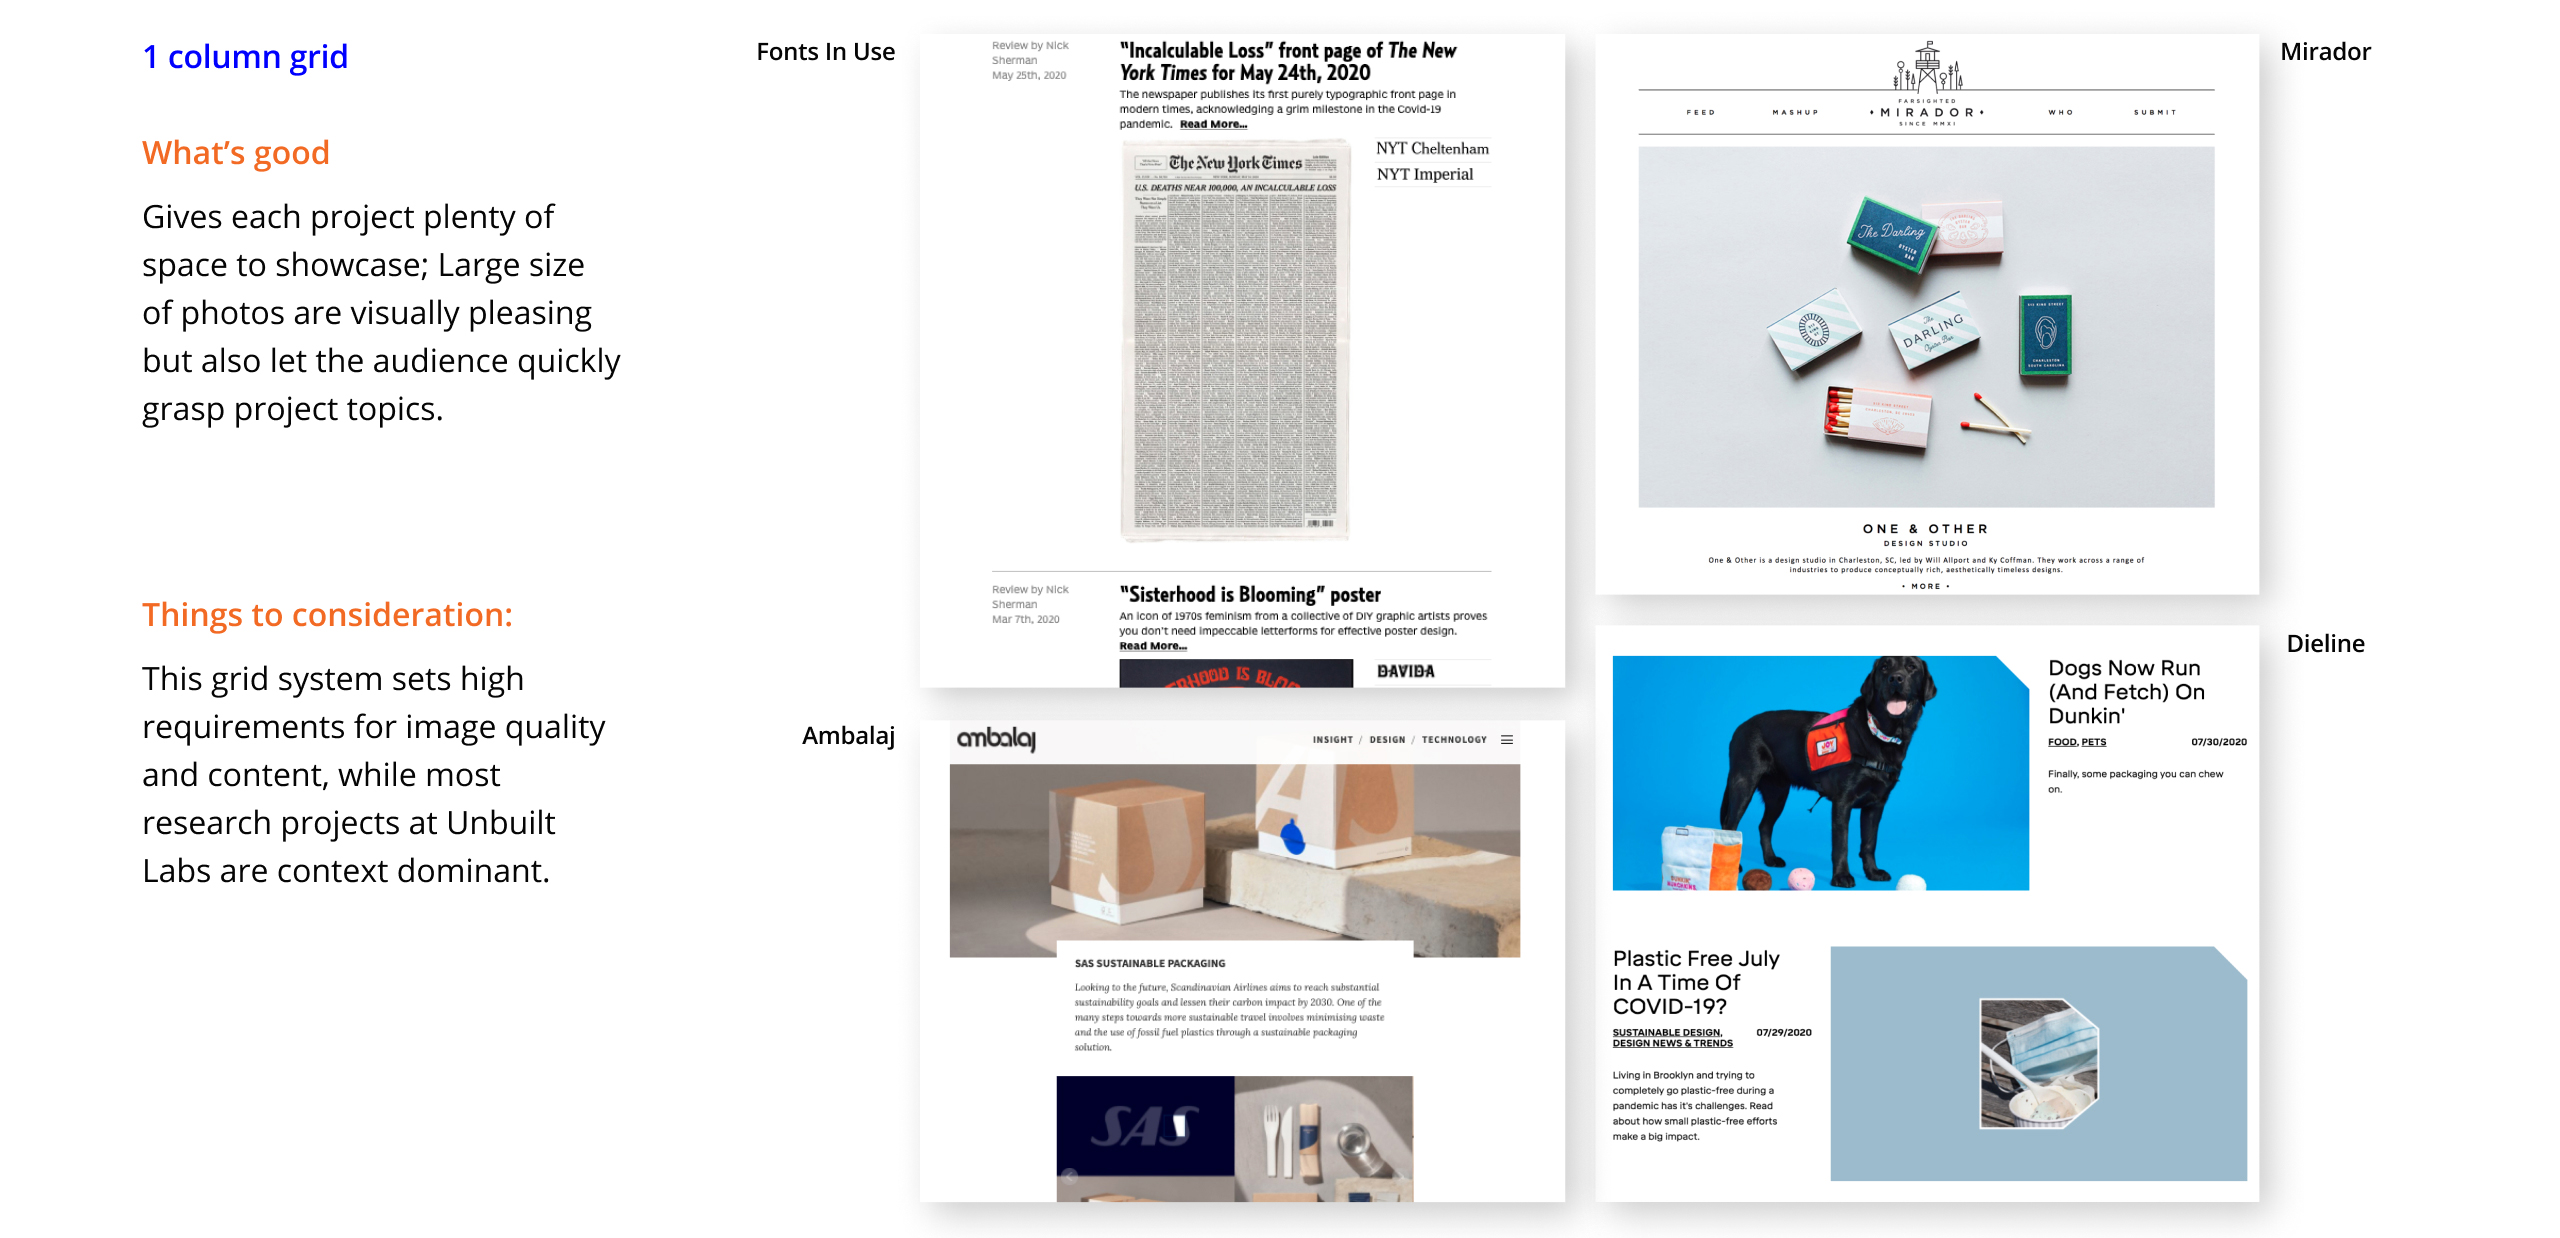 1 column grid
What's good
Gives each project plenty of
space to showcase; Large size
of photos are visually pleasing
but also let the audience quickly
grasp project topics.
Things to consideration:
This grid system sets high
requirements for image quality
and content, while most
research projects at Unbuilt
Labs are context dominant.
Fonts In Use
Review by Nick
Sherman
May 25th, 2020
“Incalculable Loss” front page of The New
York Times for May 24th, 2020
The newspaper publishes its first purely typographic front page in
modern times, acknowledging a grim milestone in the Covid-19
pandemic. Read More...
The New York Times
U.S. DEATHS NEAR 100,000, AN INCALCULABLE LOSS
NYT Cheltenham
NYT Imperial
Review by Nick
Sherman
Mar 7th, 2020
“Sisterhood is Blooming” poster
An icon of 1970s feminism from a collective of DIY graphic artists proves
you don't need impeccable letterforms for effective poster design.
Read More...
RHOOD IS BLOO
DAVIDA
Mirador
FARSIGHTED
FEED MASHUP • MIRADOR • WHO SUBMIT
SINCE MMXI
The Darling
OYSTER
BAR
The
DARLING
Oyster Bar
513 KING STREET
CHARLESTON
SOUTH CAROLINA
ONE & OTHER
DESIGN STUDIO
One & Other is a design studio in Charleston, SC, led by Will Allport and Ky Coffman. They work across a range of
industries to produce conceptually rich, aesthetically timeless designs.
• MORE •
Ambalaj
ambalaj
INSIGHT / DESIGN / TECHNOLOGY
SAS SUSTAINABLE PACKAGING
Looking to the future, Scandinavian Airlines aims to reach substantial
sustainability goals and lessen their carbon impact by 2030. One of the
many steps towards more sustainable travel involves minimising waste
and the use of fossil fuel plastics through a sustainable packaging
solution.
SAS
Dieline
Dogs Now Run
(And Fetch) On
Dunkin'
FOOD, PETS 07/30/2020
Finally, some packaging you can chew
on.
JOY
Plastic Free July
In A Time Of
COVID-19?
SUSTAINABLE DESIGN, 07/29/2020
DESIGN NEWS & TRENDS
Living in Brooklyn and trying to
completely go plastic-free during a
pandemic has it's challenges. Read
about how small plastic-free efforts
make a big impact.